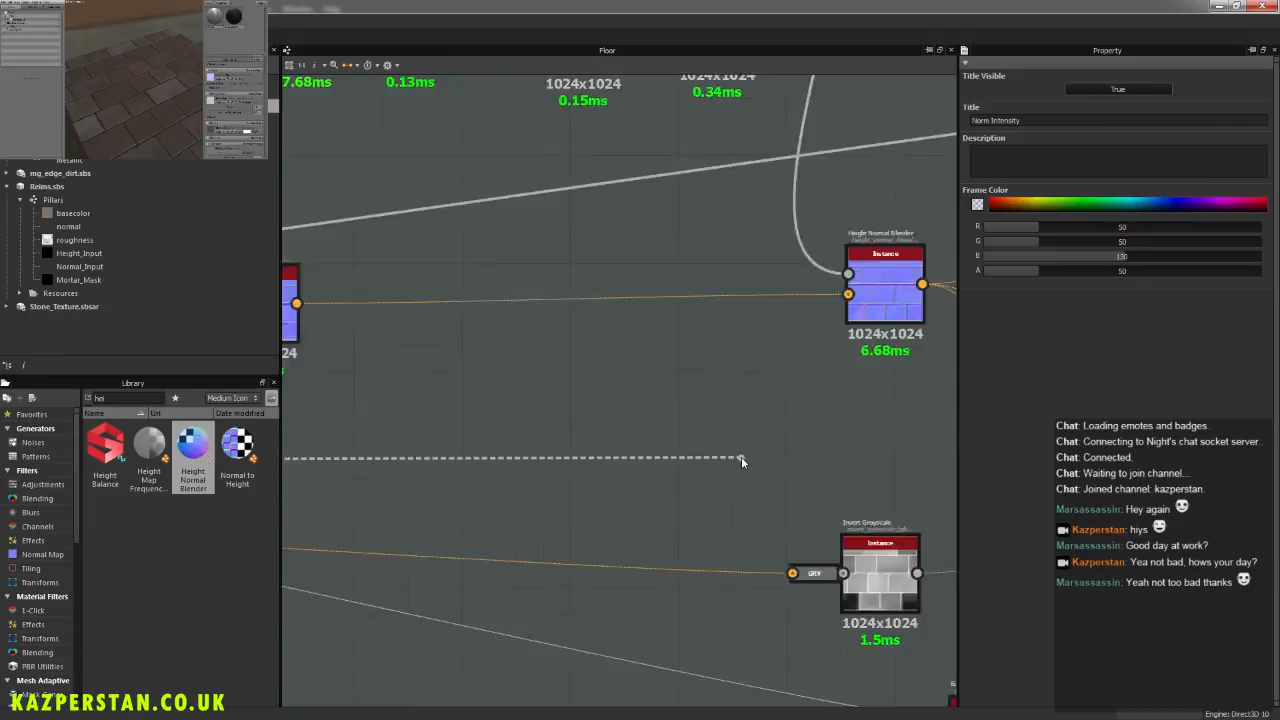 Floor
Property
Title Visible
True
Title
Norm Intensity
Description
Frame Color
R
50
G
50
B
130
A
50
7.68ms
0.13ms
1024x1024
0.15ms
0.34ms
metallic
mg_edge_dirt.sbs
Reims.sbs
Pillars
basecolor
normal
roughness
Height_Input
Normal_Input
Mortar_Mask
Resources
Stone_Texture.sbsar
Library
hei
Medium Icon
Name
Url
Date modified
Favorites
Generators
Noises
Patterns
Filters
Adjustments
Blending
Blurs
Channels
Effects
Normal Map
Tiling
Transforms
Material Filters
1-Click
Effects
Transforms
Blending
PBR Utilities
Mesh Adaptive
Height Balance
Height Map Frequenc...
Height Normal Blender
Normal to Height
Height Normal Blender
Instance
1024x1024
6.68ms
24
Invert Grayscale
Instance
GRY
1024x1024
1.5ms
Chat: Loading emotes and badges..
Chat: Connecting to Night's chat socket server..
Chat: Connected.
Chat: Waiting to join channel...
Chat: Joined channel: kazperstan.
Marsassassin: Hey again
Kazperstan: hiys
Marsassassin: Good day at work?
Kazperstan: Yea not bad, hows your day?
Marsassassin: Yeah not too bad thanks
KAZPERSTAN.CO.UK
Engine: Direct3D 10